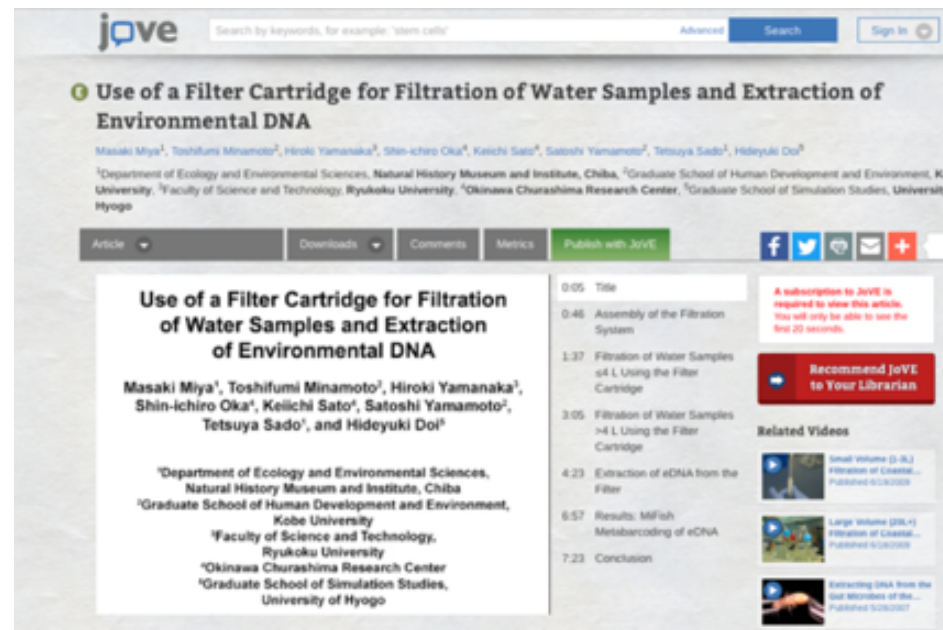 jove
Search by keywords, for example: 'stem cells'
Advanced
Search
Sign In
Use of a Filter Cartridge for Filtration of Water Samples and Extraction of
Environmental DNA
Masaki Miya1, Toshifumi Minamoto2, Hiroki Yamanaka3, Shin-ichiro Oka4, Keiichi Sato4, Satoshi Yamamoto2, Tetsuya Sado1, Hideyuki Doi5
1Department of Ecology and Environmental Sciences, Natural History Museum and Institute, Chiba, 2Graduate School of Human Development and Environment, K
University, 3Faculty of Science and Technology, Ryukoku University, 4Okinawa Churashima Research Center, 5Graduate School of Simulation Studies, Universit
Hyogo
Article
Downloads
Comments
Metrics
Publish with JoVE
Use of a Filter Cartridge for Filtration
of Water Samples and Extraction
of Environmental DNA
Masaki Miya1, Toshifumi Minamoto2, Hiroki Yamanaka3,
Shin-ichiro Oka4, Keiichi Sato4, Satoshi Yamamoto2,
Tetsuya Sado1, and Hideyuki Doi5
1Department of Ecology and Environmental Sciences,
Natural History Museum and Institute, Chiba
2Graduate School of Human Development and Environment,
Kobe University
3Faculty of Science and Technology,
Ryukoku University
4Okinawa Churashima Research Center
5Graduate School of Simulation Studies,
University of Hyogo
0:05 Title
0:46 Assembly of the Filtration
System
1:37 Filtration of Water Samples
≤4 L Using the Filter
Cartridge
3:05 Filtration of Water Samples
>4 L Using the Filter
Cartridge
4:23 Extraction of eDNA from the
Filter
6:57 Results: MiFish
Metabarcoding of eDNA
7:23 Conclusion
A subscription to JoVE is
required to view this article.
You will only be able to see the
first 20 seconds.
Recommend JoVE
to Your Librarian
Related Videos
Small Volume (1-3L)
Filtration of Coastal...
Published
Large Volume (20L+)
Filtration of Coastal...
Published
Extracting DNA from the
Gut Microbes of the...
Published